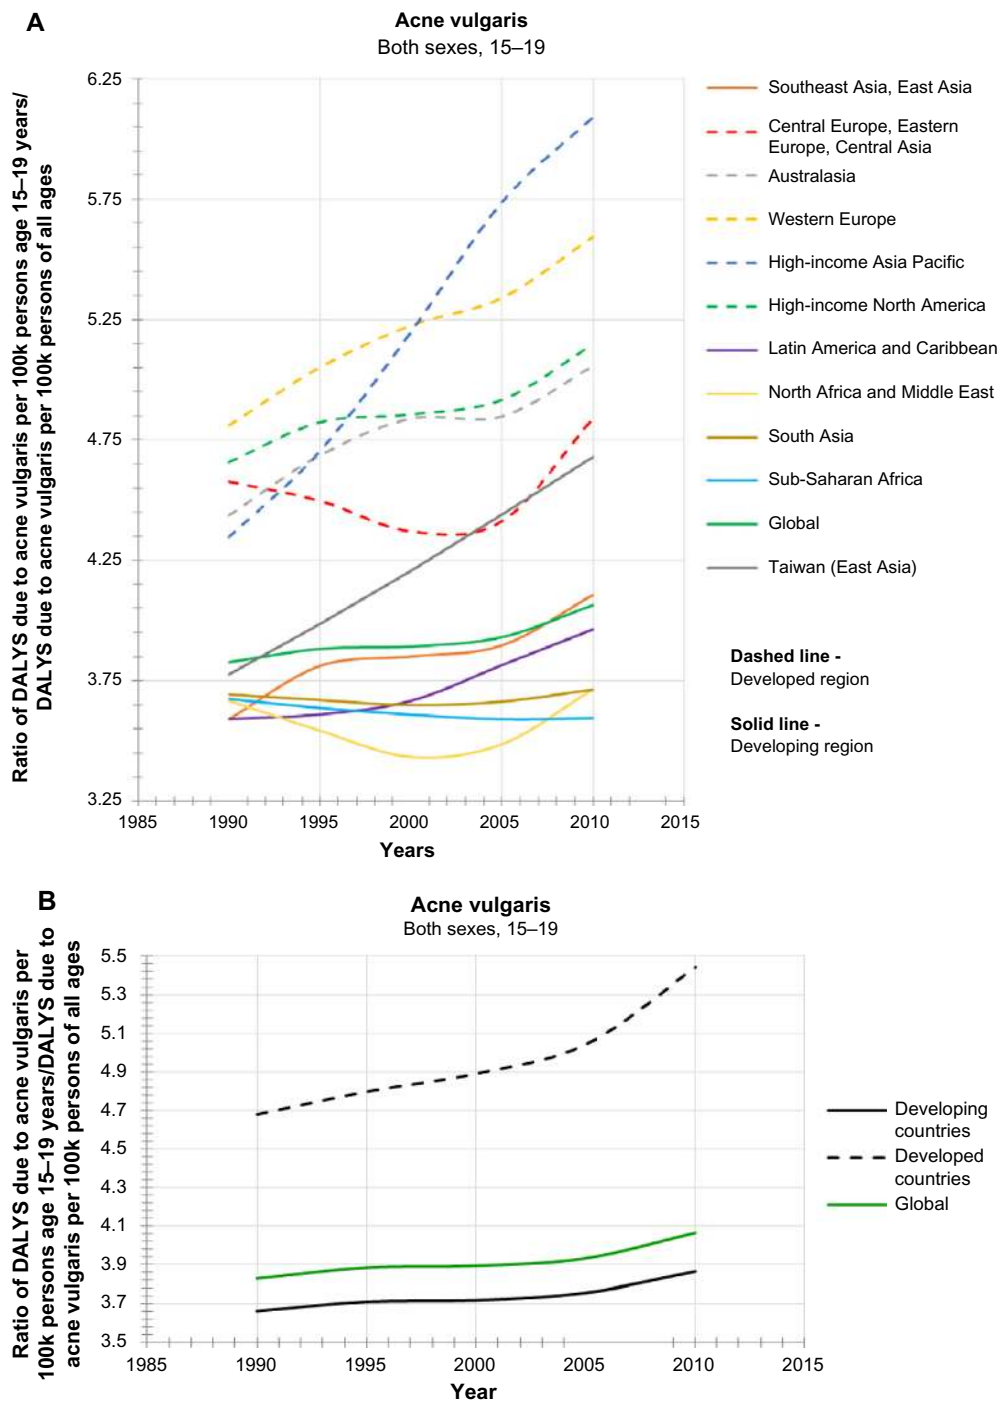 A
Acne vulgaris
Both sexes, 15–19
Ratio of DALYS due to acne vulgaris per 100k persons age 15–19 years/
DALYS due to acne vulgaris per 100k persons of all ages
6.25
5.75
5.25
4.75
4.25
3.75
3.25
1985 1990 1995 2000 2005 2010 2015
Years
Southeast Asia, East Asia
Central Europe, Eastern
Europe, Central Asia
Australasia
Western Europe
High-income Asia Pacific
High-income North America
Latin America and Caribbean
North Africa and Middle East
South Asia
Sub-Saharan Africa
Global
Taiwan (East Asia)
Dashed line -
Developed region
Solid line -
Developing region
B
Acne vulgaris
Both sexes, 15–19
Ratio of DALYS due to acne vulgaris per
100k persons age 15–19 years/DALYS due to
acne vulgaris per 100k persons of all ages
5.5
5.3
5.1
4.9
4.7
4.5
4.3
4.1
3.9
3.7
3.5
1985 1990 1995 2000 2005 2010 2015
Year
Developing
countries
Developed
countries
Global